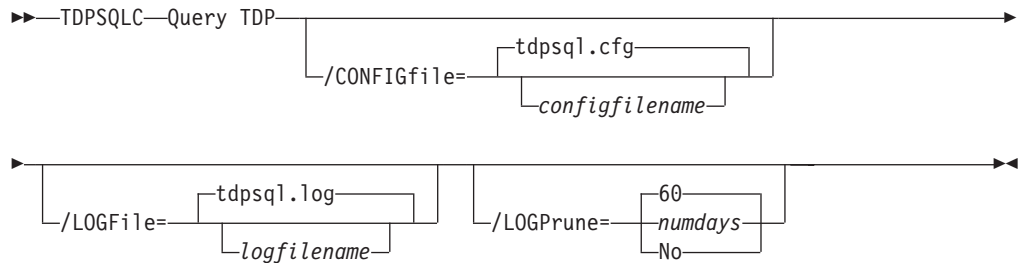 TDPSQLC Query TDP
tdpsql.cfg
/CONFIGfile=
configfilename
tdpsql.log
/LOGFile=
logfilename
60
/LOGPrune=
numdays
No